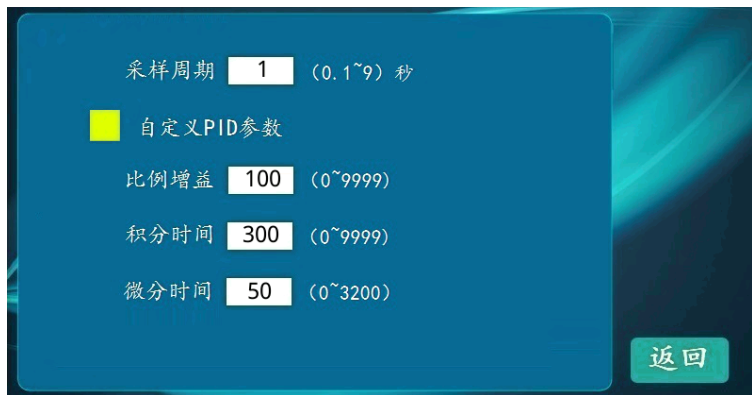 采样周期 1 （0.1~9）秒
自定义PID参数
比例增益 100 （0~9999）
积分时间 300 （0~9999）
微分时间 50 （0~3200）
返回